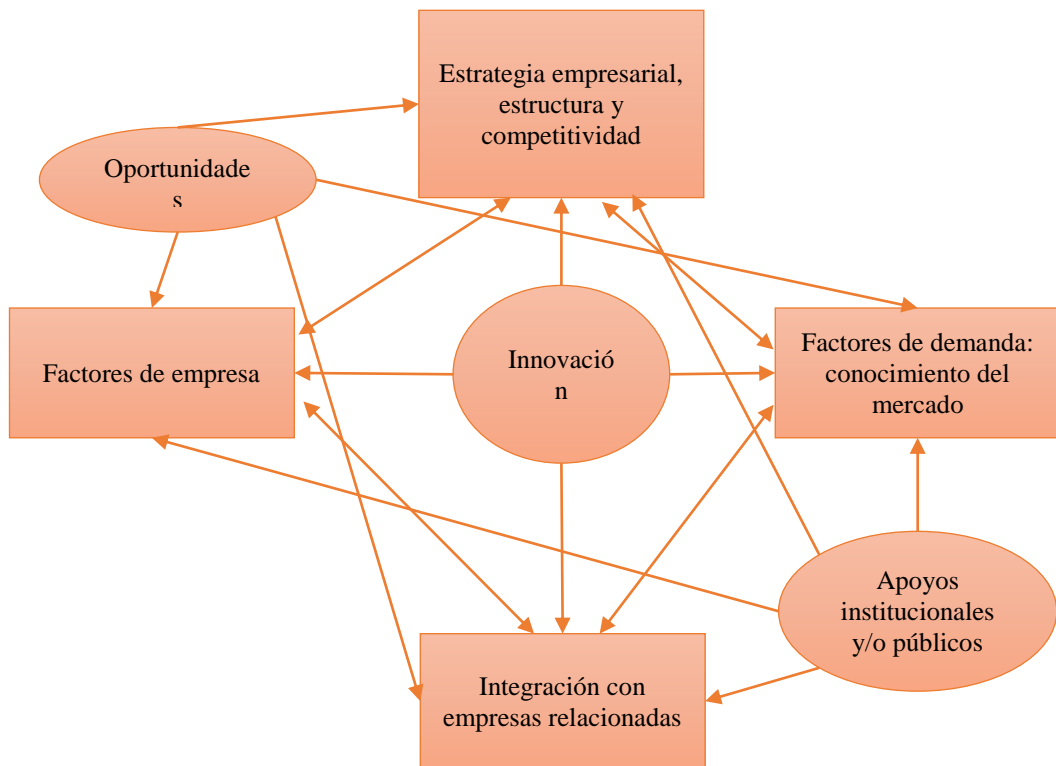 Estrategia empresarial,
estructura y
competitividad
Oportunidade
s
Factores de empresa
Innovació
n
Factores de demanda:
conocimiento del
mercado
Apoyos
institucionales
y/o públicos
Integración con
empresas relacionadas